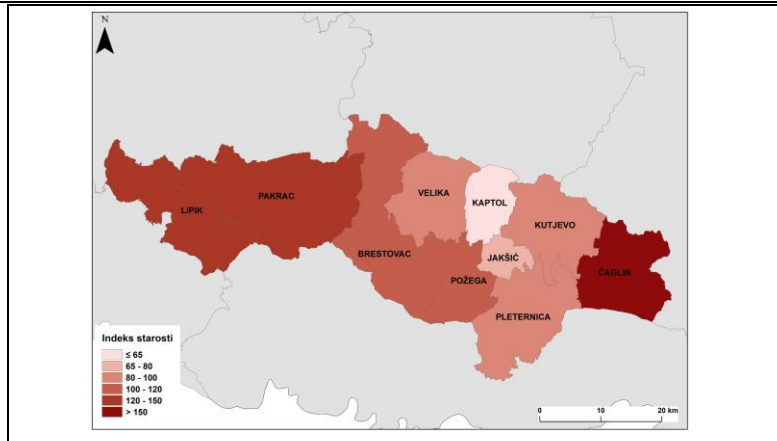 N
VELIKA
KAPTOL
PAKRAC
LIPIK
KUTJEVO
BRESTOVAC
JAKŠIĆ
POŽEGA
ČAGLIN
PLETERNICA
Indeks starosti
≤ 65
65 - 80
80 - 100
100 - 120
120 - 150
> 150
0 10 20 km